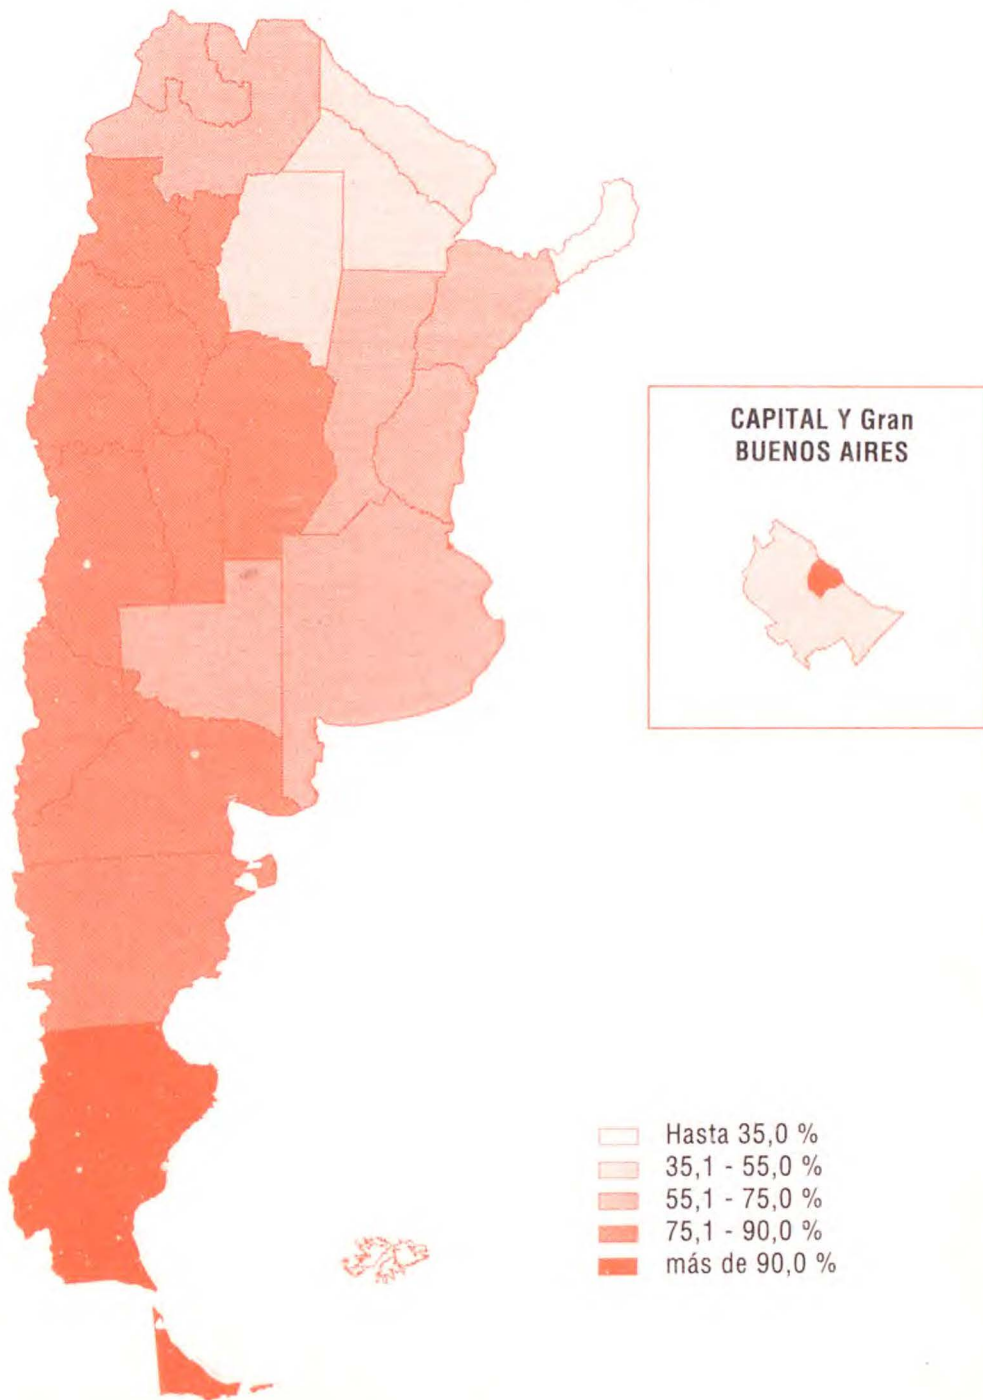 CAPITAL Y Gran
BUENOS AIRES
Hasta 35,0 %
35,1 - 55,0 %
55,1 - 75,0 %
75,1 - 90,0 %
más de 90,0 %